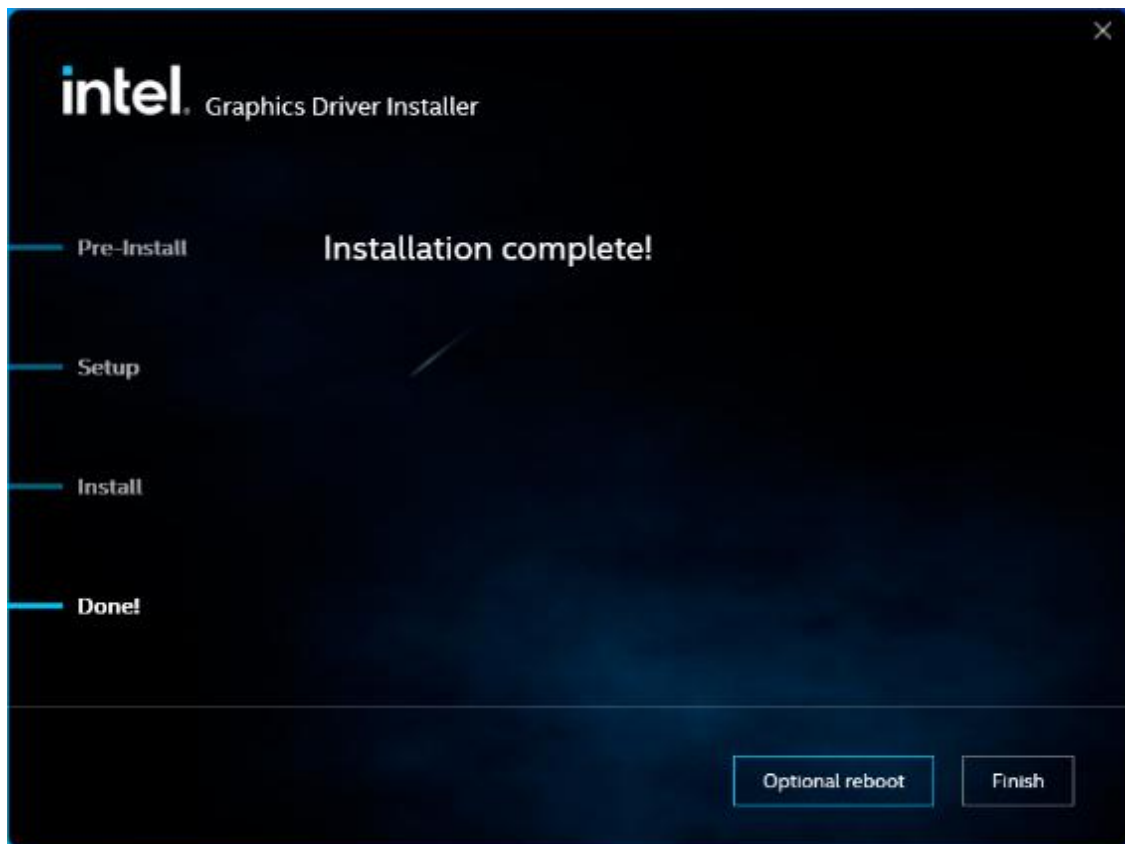 intel. Graphics Driver Installer
Pre-Install
Installation complete!
Setup
Install
Done!
Optional reboot
Finish